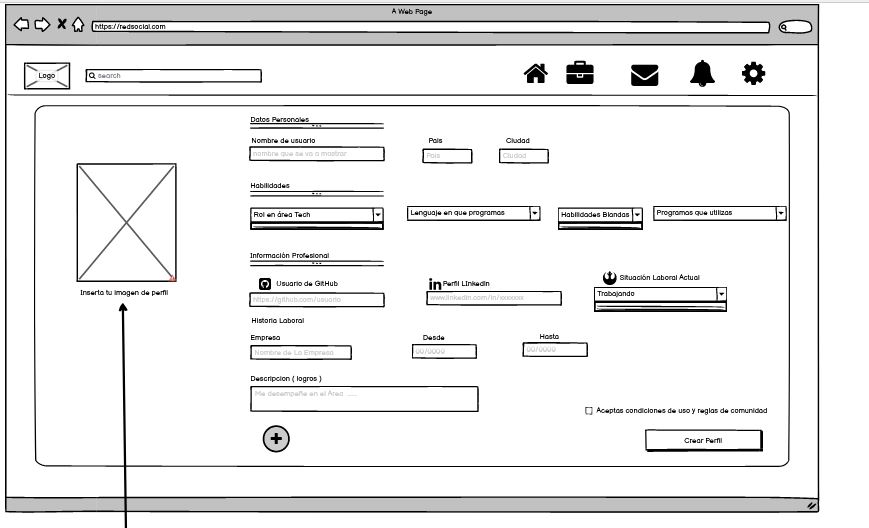 A Web Page
https://redsocial.com
Logo
search
Datos Personales
Nombre de usuario
Pais
Ciudad
nombre que se va a mostrar
Pais
Ciudad
Habilidades
Rol en área Tech
Lenguaje en que programas
Habilidades Blandas
Programas que utilizas
Información Profesional
Usuario de GitHub
in Perfil Linkedin
Situación Laboral Actual
https://github.com/usuario
www.linkedin.com/in/xxxxxxx
Trabajando
Inserta tu imagen de perfil
Historia Laboral
Empresa
Desde
Hasta
Nombre de La Empresa
00/0000
00/0000
Descripcion ( logros )
Me desempeñe en el Área .....
Aceptas condiciones de uso y reglas de comunidad
Crear Perfil